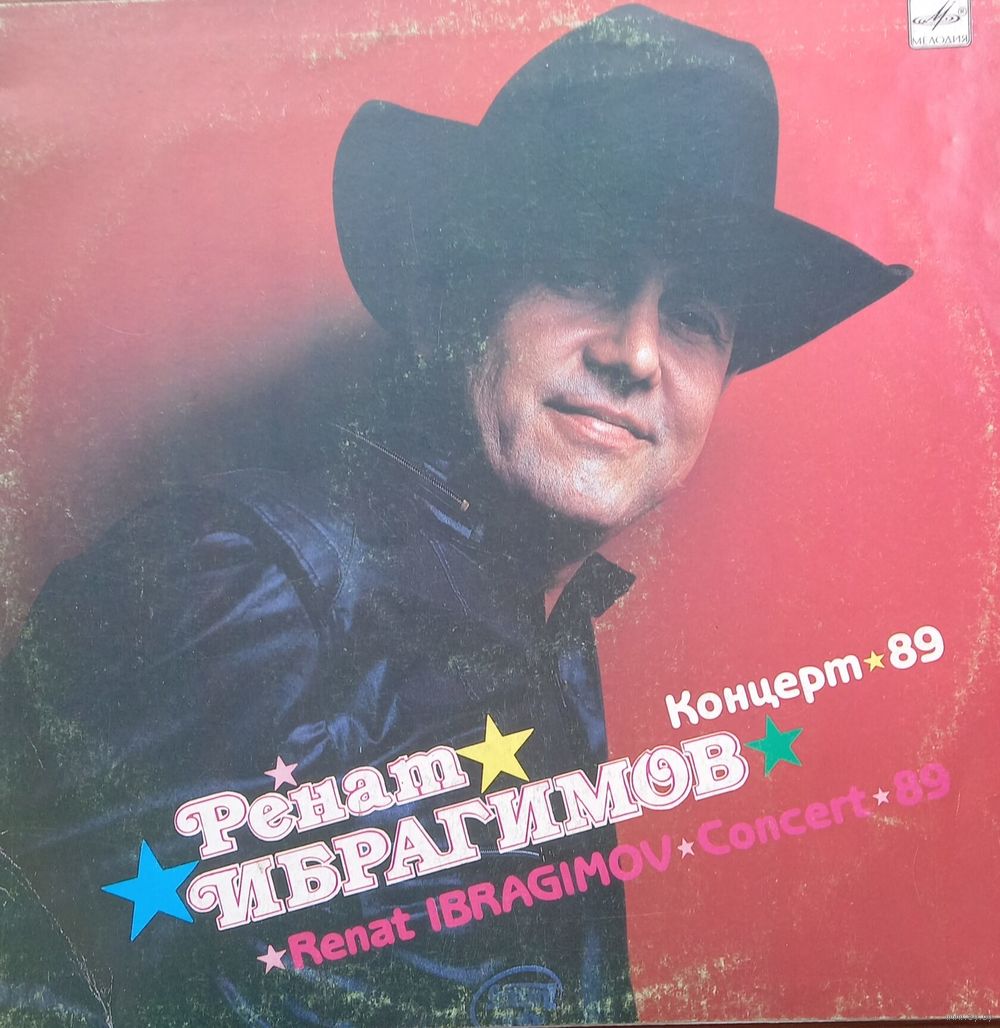 МЕЛОДИЯ
Концерт★89
Ренат
ИБРАГИМОВ
★Renat IBRAGIMOV★Concert★89